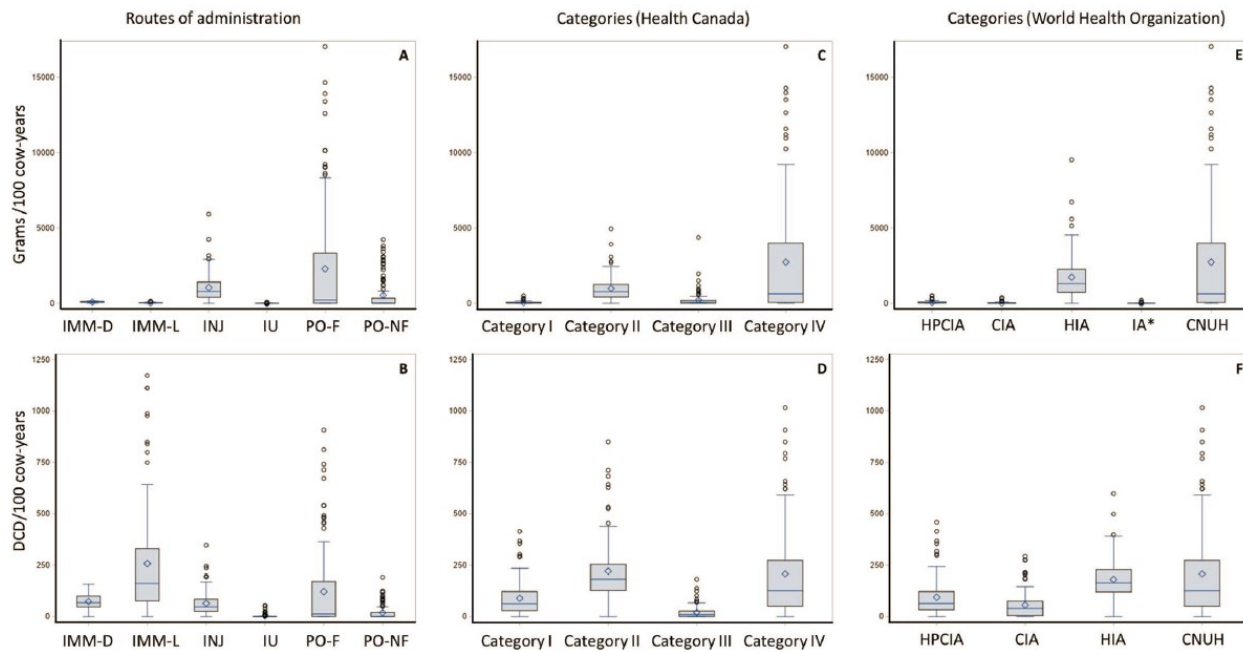 Routes of administration
Categories (Health Canada)
Categories (World Health Organization)
Grams /100 cow-years
15000
10000
5000
0
A
IMM-D IMM-L INJ IU PO-F PO-NF
15000
10000
5000
0
C
Category I Category II Category III Category IV
15000
10000
5000
0
E
HPCIA CIA HIA IA* CNUH
DCD/100 cow-years
1250
1000
750
500
250
0
B
IMM-D IMM-L INJ IU PO-F PO-NF
1250
1000
750
500
250
0
D
Category I Category II Category III Category IV
1250
1000
750
500
250
0
F
HPCIA CIA HIA CNUH